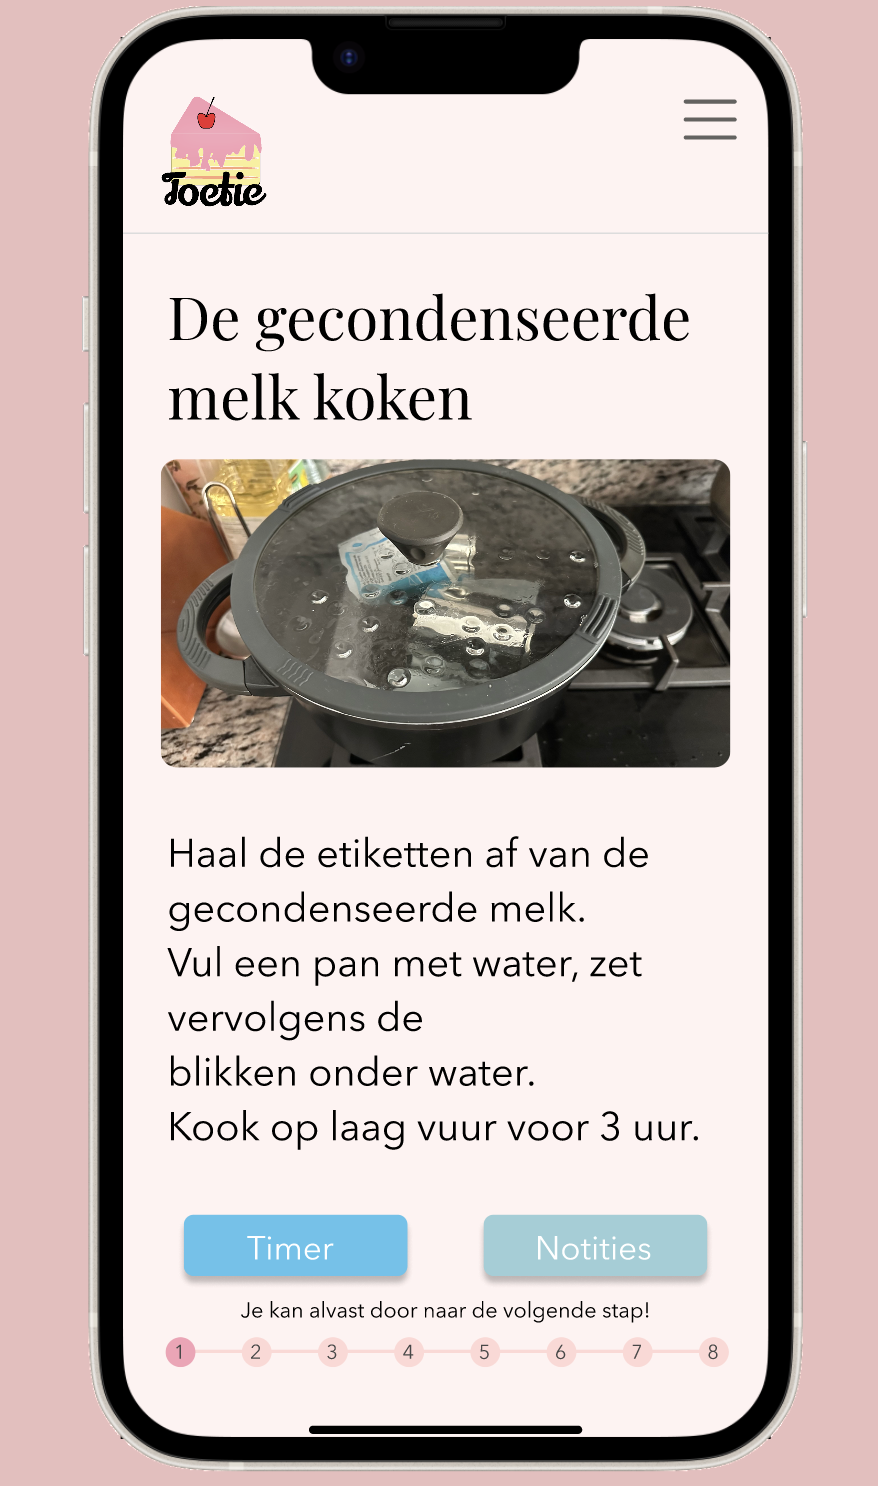 Toetje
De gecondenseerde
melk koken
Haal de etiketten af van de
gecondenseerde melk.
Vul een pan met water, zet
vervolgens de
blikken onder water.
Kook op laag vuur voor 3 uur.
Timer
Notities
Je kan alvast door naar de volgende stap!
1 2 3 4 5 6 7 8